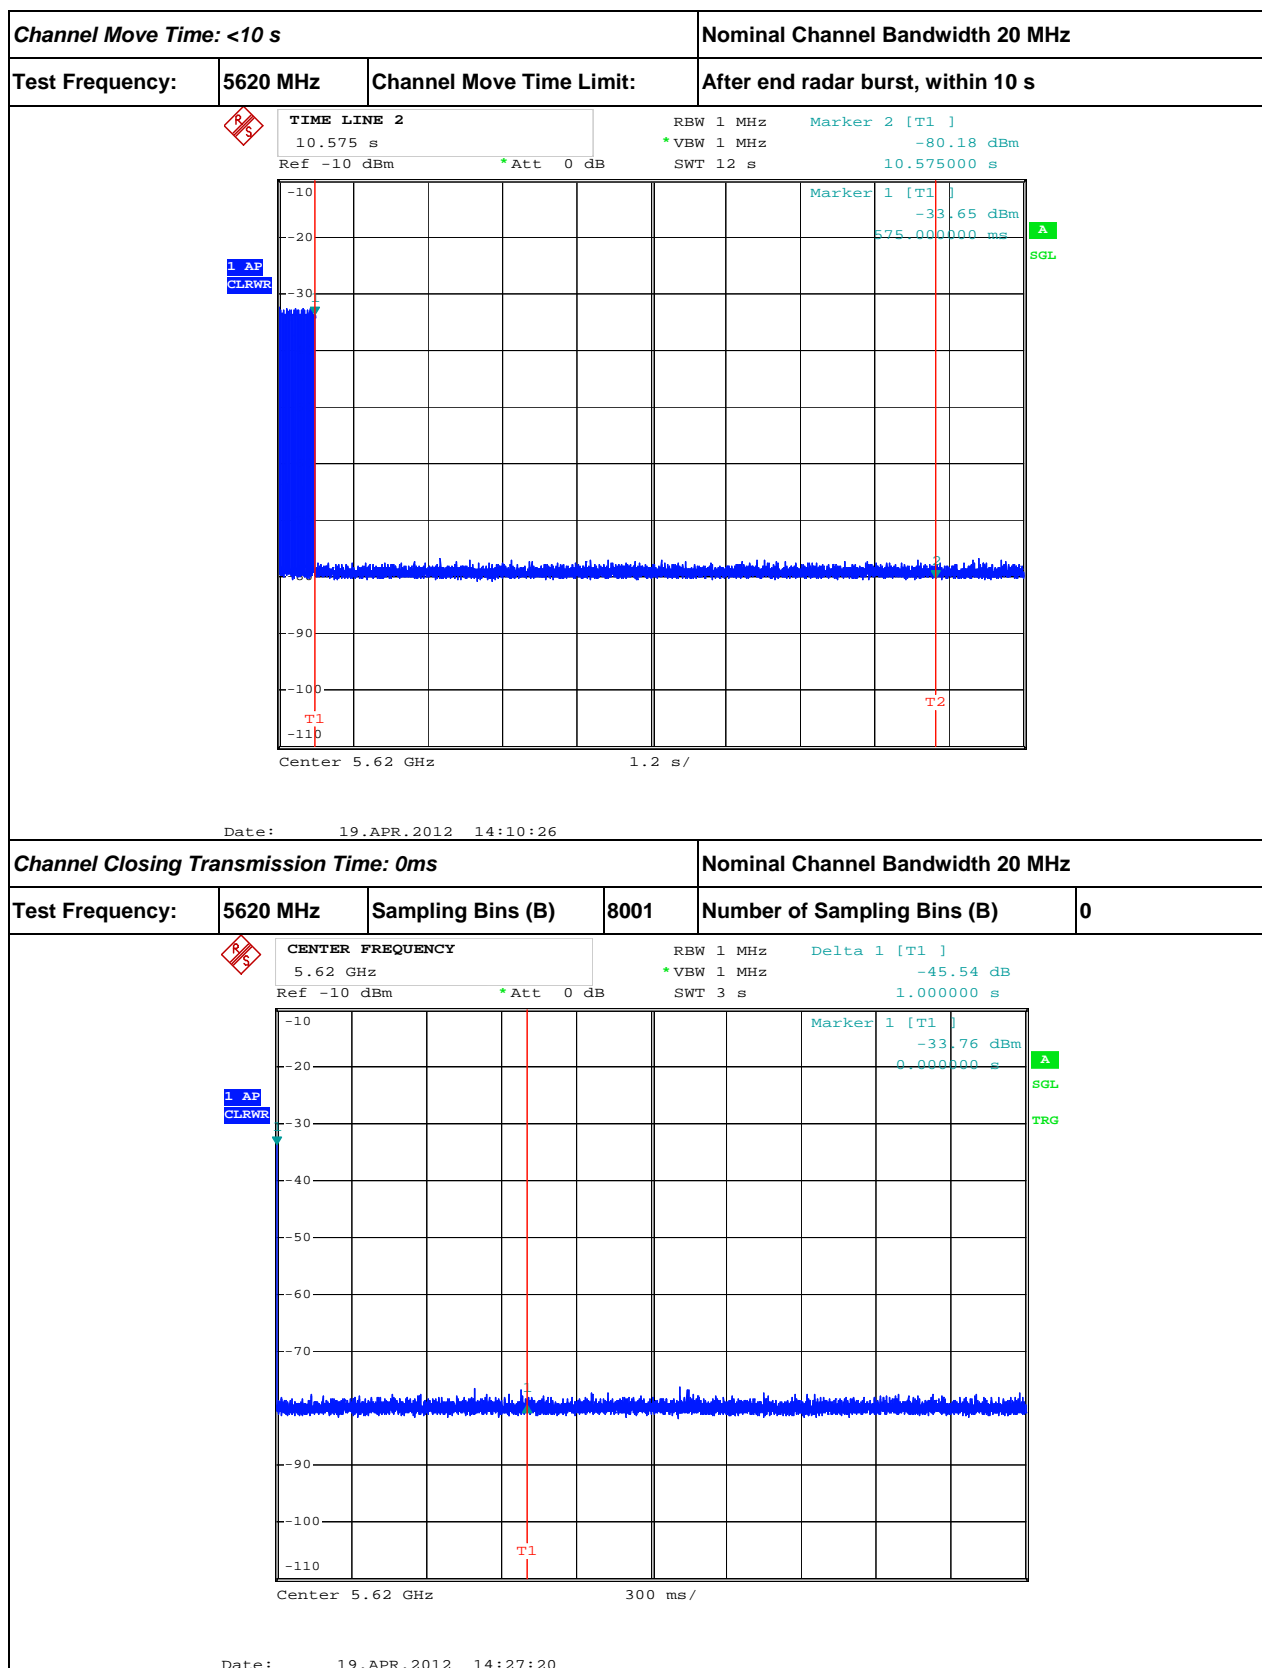 Channel Move Time: <10 s Nominal Channel Bandwidth 20 MHz
Test Frequency: 5620 MHz Channel Move Time Limit: After end radar burst, within 10 s
R S
TIME LINE 2 RBW 1 MHz Marker 2 [T1 ]
10.575 s *VBW 1 MHz -80.18 dBm
Ref -10 dBm *Att 0 dB SWT 12 s 10.575000 s
-10 Marker 1 [T1 ]
-33.65 dBm
-20 575.000000 ms A
SGL
1 AP
CLRWR
-30
1
2
-80
-90
-100
T1 T2
-110
Center 5.62 GHz 1.2 s/
Date: 19.APR.2012 14:10:26
Channel Closing Transmission Time: 0ms Nominal Channel Bandwidth 20 MHz
Test Frequency: 5620 MHz Sampling Bins (B) 8001 Number of Sampling Bins (B) 0
R S
CENTER FREQUENCY RBW 1 MHz Delta 1 [T1 ]
5.62 GHz *VBW 1 MHz -45.54 dB
Ref -10 dBm *Att 0 dB SWT 3 s 1.000000 s
-10 Marker 1 [T1 ]
-33.76 dBm
-20 0.000000 s A
SGL
1 AP
CLRWR
-30 TRG
1
-40
-50
-60
-70
1
-90
-100
T1
-110
Center 5.62 GHz 300 ms/
Date: 19.APR.2012 14:27:20